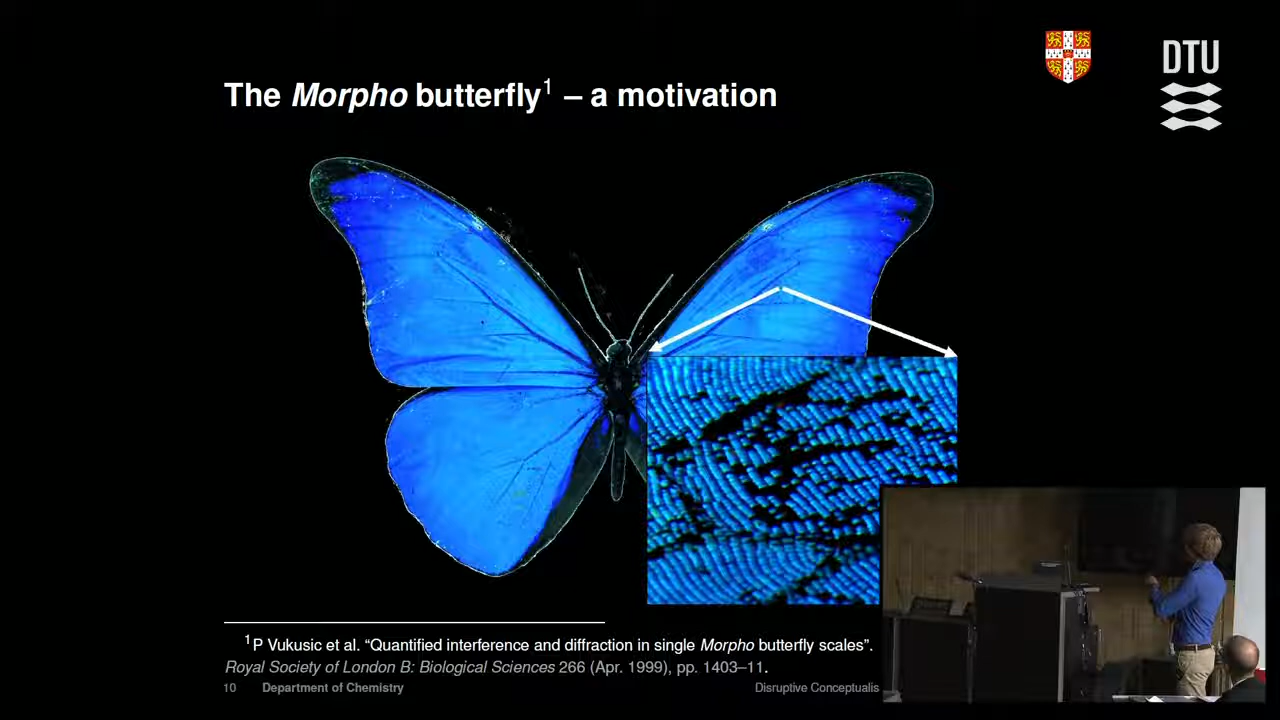 DTU
The Morpho butterfly1 – a motivation
1P Vukusic et al. “Quantified interference and diffraction in single Morpho butterfly scales”.
Royal Society of London B: Biological Sciences 266 (Apr. 1999), pp. 1403–11.
10 Department of Chemistry Disruptive Conceptualis